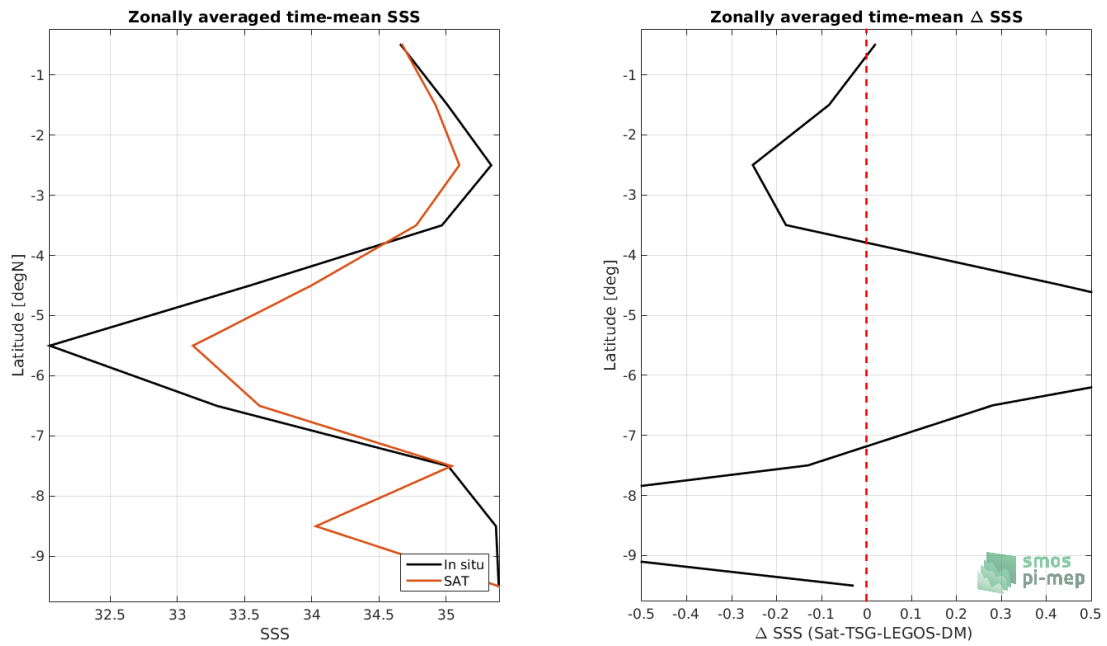 Zonally averaged time-mean SSS
-1
-2
-3
-4
-5
-6
-7
-8
-9
Latitude [degN]
32.5 33 33.5 34 34.5 35
SSS
In situ
SAT
Zonally averaged time-mean Δ SSS
-1
-2
-3
-4
-5
-6
-7
-8
-9
Latitude [deg]
-0.5 -0.4 -0.3 -0.2 -0.1 0 0.1 0.2 0.3 0.4 0.5
Δ SSS (Sat-TSG-LEGOS-DM)
smos
pi-mep